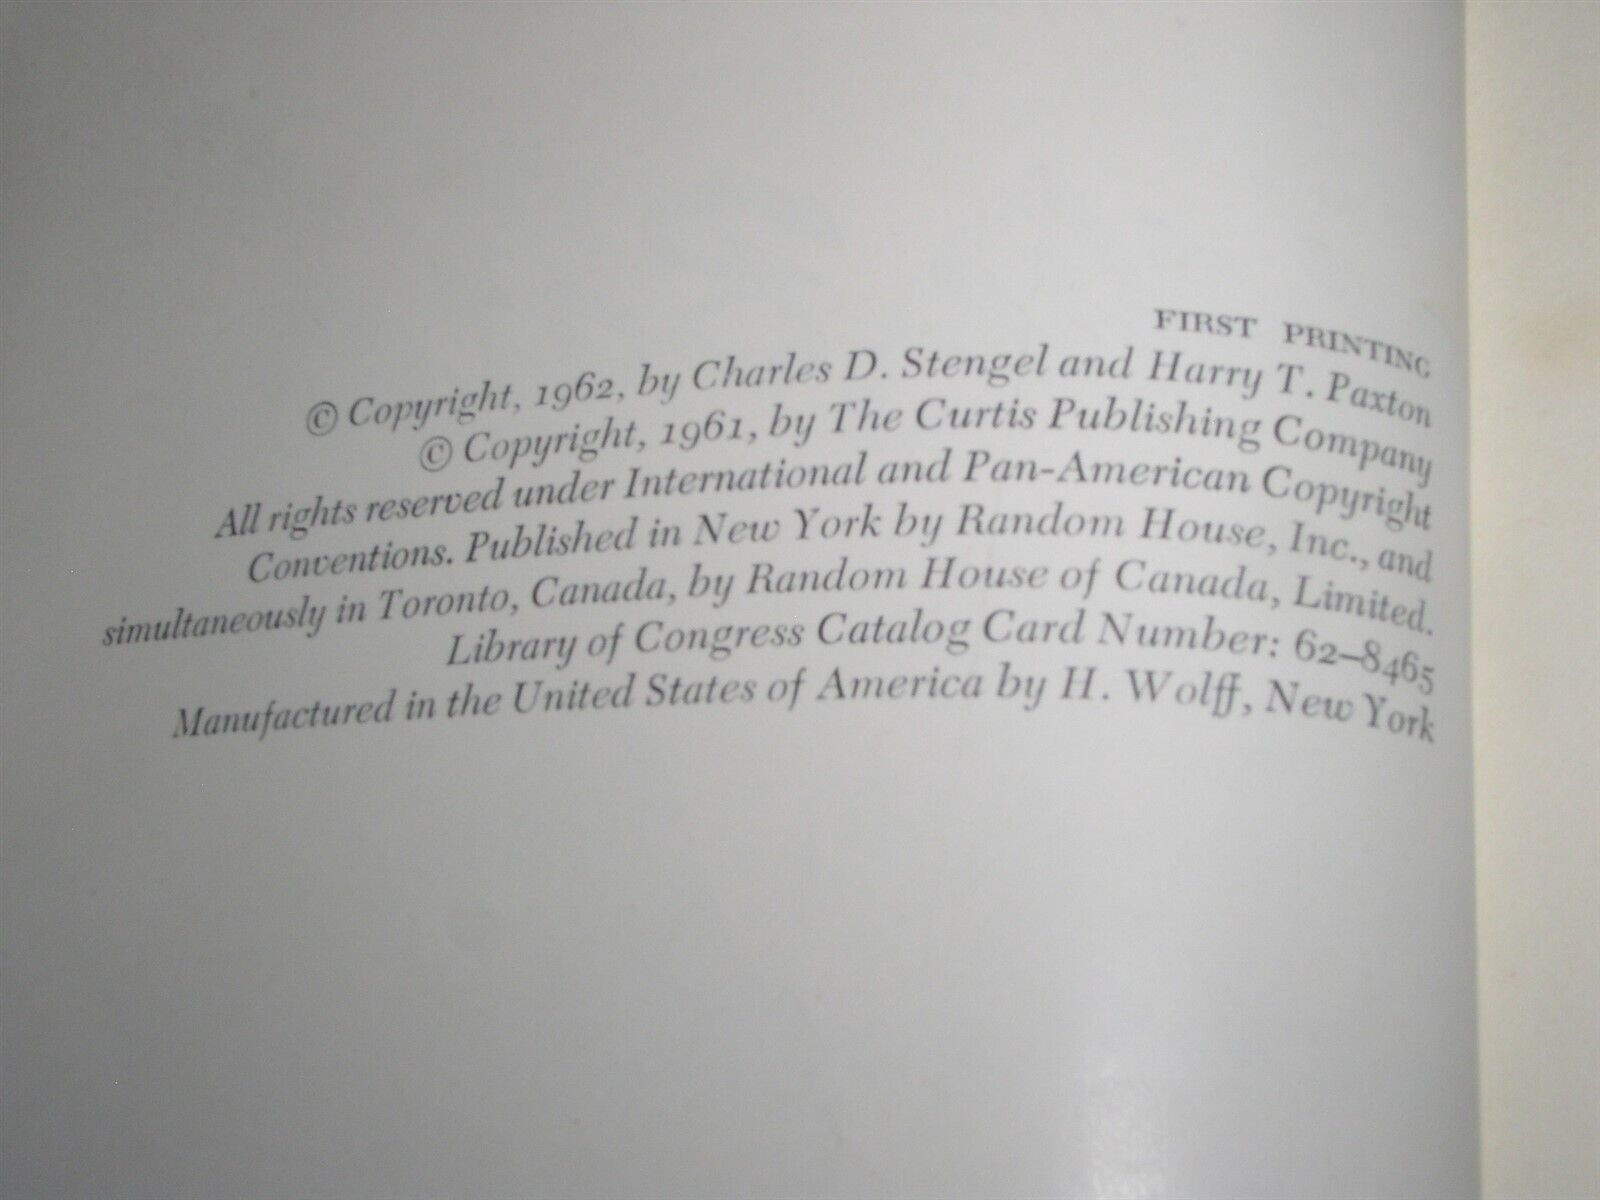 FIRST PRINTING
© Copyright, 1962, by Charles D. Stengel and Harry T. Paxton
© Copyright, 1961, by The Curtis Publishing Company
All rights reserved under International and Pan-American Copyright
Conventions. Published in New York by Random House, Inc., and
simultaneously in Toronto, Canada, by Random House of Canada, Limited.
Library of Congress Catalog Card Number: 62–8465
Manufactured in the United States of America by H. Wolff, New York